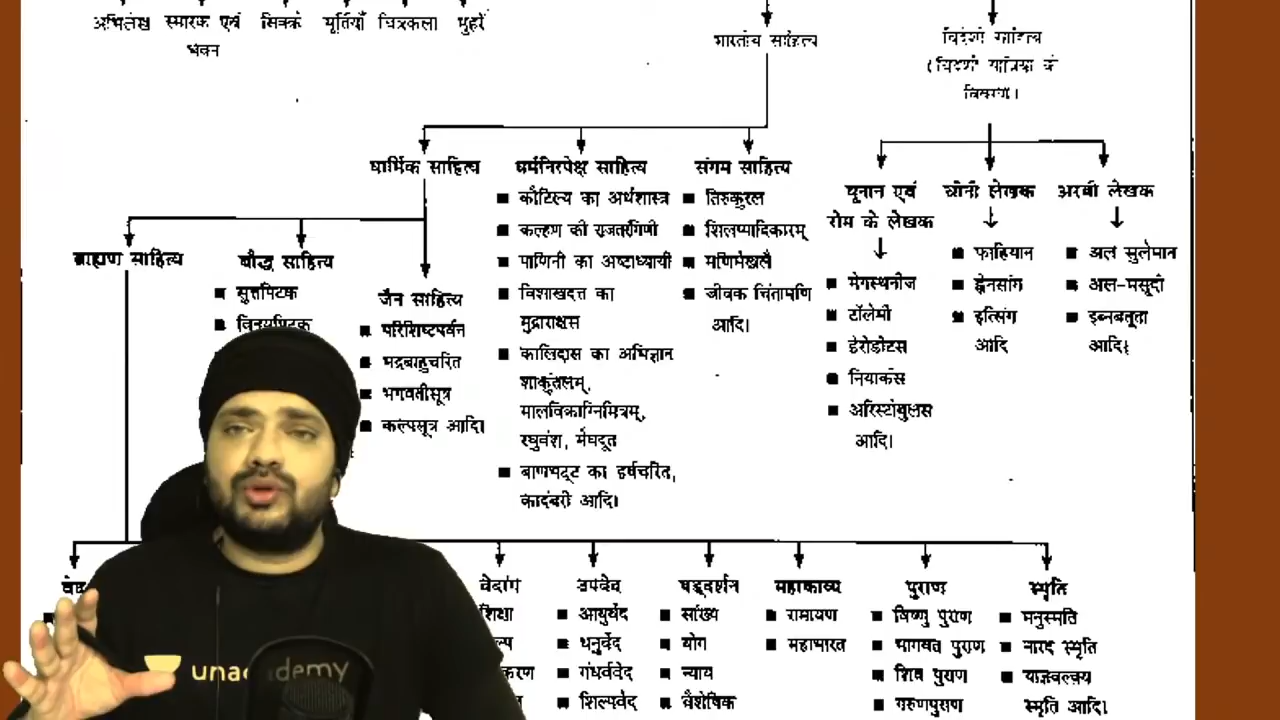 अभिलेख स्मारक एवं सिक्के मूर्तियाँ चित्रकला मुहरें
भवन
भारतीय साहित्य
विदेशी साहित्य
(विदेशी यात्रियों के
विवरण)
धार्मिक साहित्य
धर्मनिरपेक्ष साहित्य
कौटिल्य का अर्थशास्त्र
कल्हण की राजतरंगिणी
पाणिनी का अष्टाध्यायी
विशाखदत्त का
मुद्राराक्षस
कालिदास का अभिज्ञान
शाकुंतलम्,
मालविकाग्निमित्रम्,
रघुवंश, मेघदूत
बाणभट्ट का हर्षचरित,
कादंबरी आदि।
संगम साहित्य
तिरुकुरल
शिलप्पादिकारम्
मणिमेखलै
जीवक चिंतामणि
आदि।
यूनान एवं
रोम के लेखक
मेगस्थनीज
टॉलेमी
हेरोडोटस
नियार्कस
अरिस्टोबुलस
आदि।
चीनी लेखक
फाहियान
ह्वेनसांग
इत्सिंग
आदि
अरबी लेखक
अल सुलेमान
अल-मसूदी
इब्नबतूता
आदि।
ब्राह्मण साहित्य
बौद्ध साहित्य
सुत्तपिटक
विनयपिटक
जैन साहित्य
परिशिष्टपर्वन
भद्रबाहुचरित
भगवतीसूत्र
कल्पसूत्र आदि।
वेदांग
शिक्षा
उपवेद
आयुर्वेद
धनुर्वेद
गंधर्ववेद
शिल्पवेद
षड्दर्शन
सांख्य
योग
न्याय
वैशेषिक
महाकाव्य
रामायण
महाभारत
पुराण
विष्णु पुराण
भागवत पुराण
शिव पुराण
गरुणपुराण
स्मृति
मनुस्मति
नारद स्मृति
याज्ञवल्क्य
स्मृति आदि।
unacademy